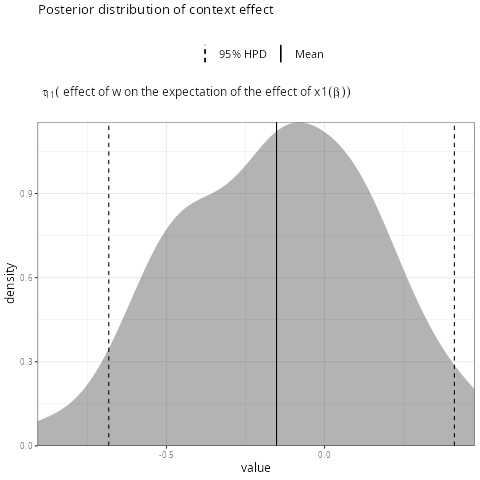 Posterior distribution of context effect
95% HPD Mean
effect of w on the expectation of the effect of x1(β1))
density
0.9
0.6
0.3
0.0
-0.5 0.0
value